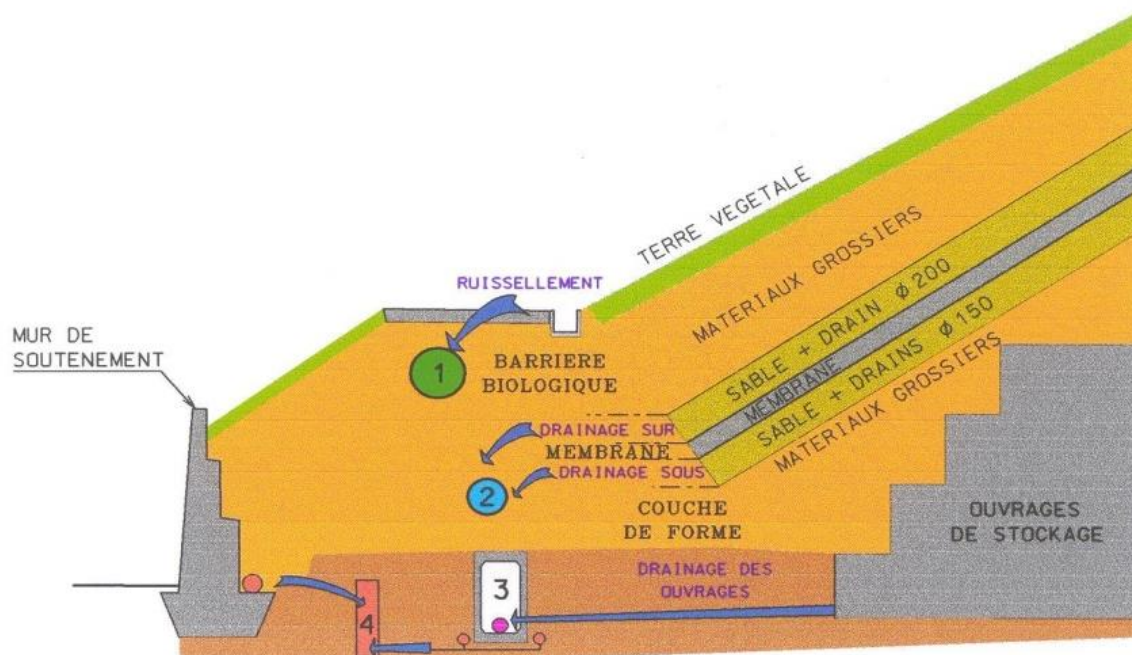 TERRE VEGETALE
MATERIAUX GROSSIERS
SABLE + DRAIN ϕ 200
MEMBRANE
SABLE + DRAINS ϕ 150
MATERIAUX GROSSIERS
RUISSELLEMENT
MUR DE
SOUTENEMENT
1
BARRIERE
BIOLOGIQUE
DRAINAGE SUR
MEMBRANE
DRAINAGE SOUS
2
COUCHE
DE FORME
OUVRAGES
DE STOCKAGE
3
DRAINAGE DES
OUVRAGES
4